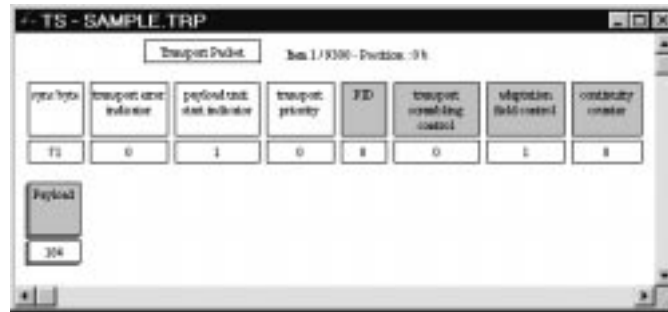 TS - SAMPLE.TRP
Transport Packet Item 1 / 9300 - Position : 0 h
sync byte transport error indicator payload unit start indicator transport priority PID transport scrambling control adaptation field control continuity counter
0 1 0 0 1
Payload
184